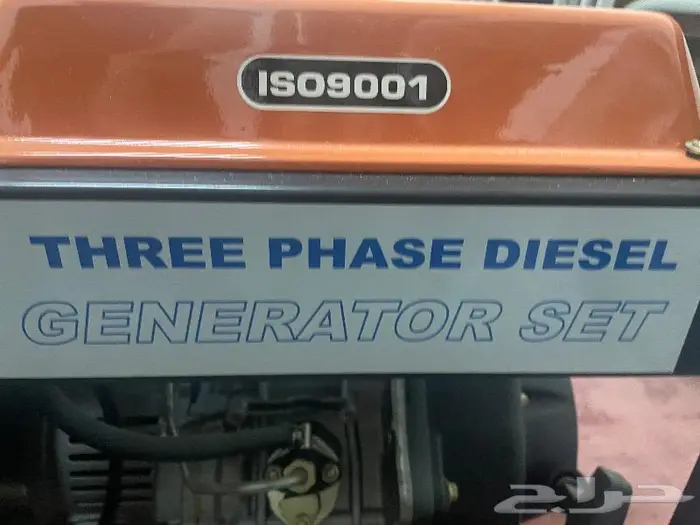 ISO9001
THREE PHASE DIESEL
GENERATOR SET
حراج